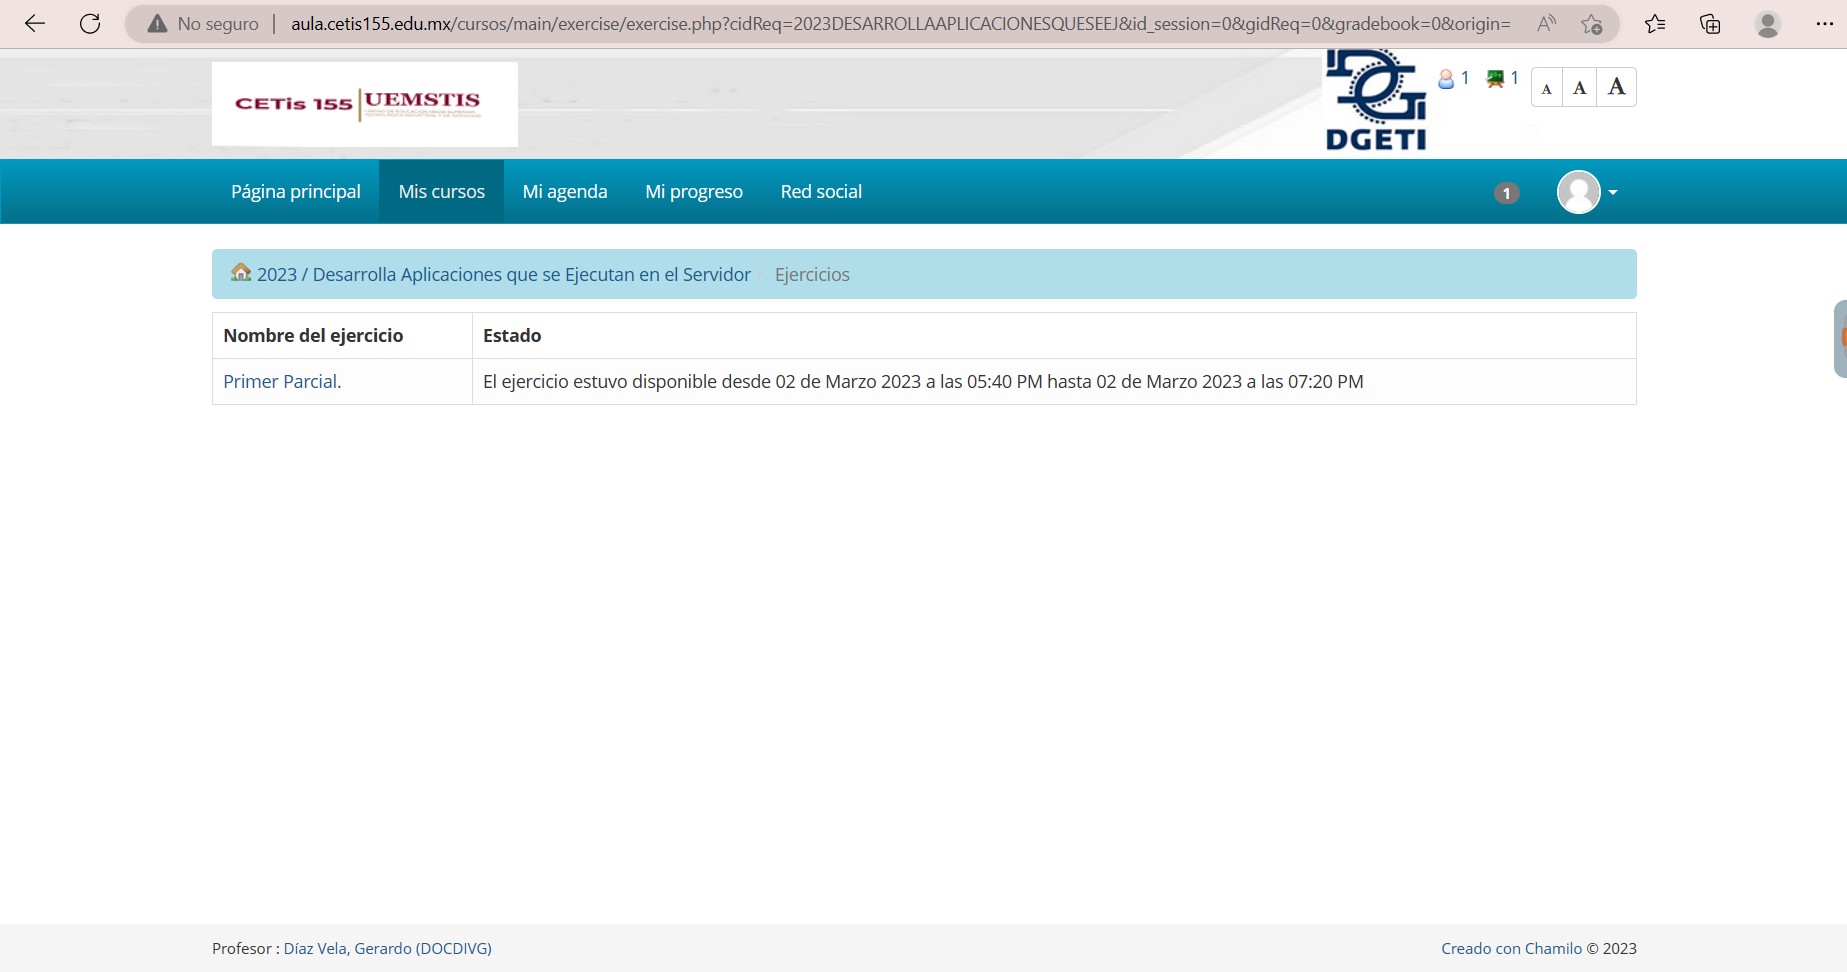 No seguro | aula.cetis155.edu.mx/cursos/main/exercise/exercise.php?cidReq=2023DESARROLLAAPLICACIONESQUESEEJ&id_session=0&gidReq=0&gradebook=0&origin=
CETis 155 UEMSTIS
DGETI
1 1 A A A
Página principal Mis cursos Mi agenda Mi progreso Red social 1
2023 / Desarrolla Aplicaciones que se Ejecutan en el Servidor / Ejercicios
Nombre del ejercicio Estado
Primer Parcial. El ejercicio estuvo disponible desde 02 de Marzo 2023 a las 05:40 PM hasta 02 de Marzo 2023 a las 07:20 PM
Profesor : Díaz Vela, Gerardo (DOCDIVG) Creado con Chamilo © 2023